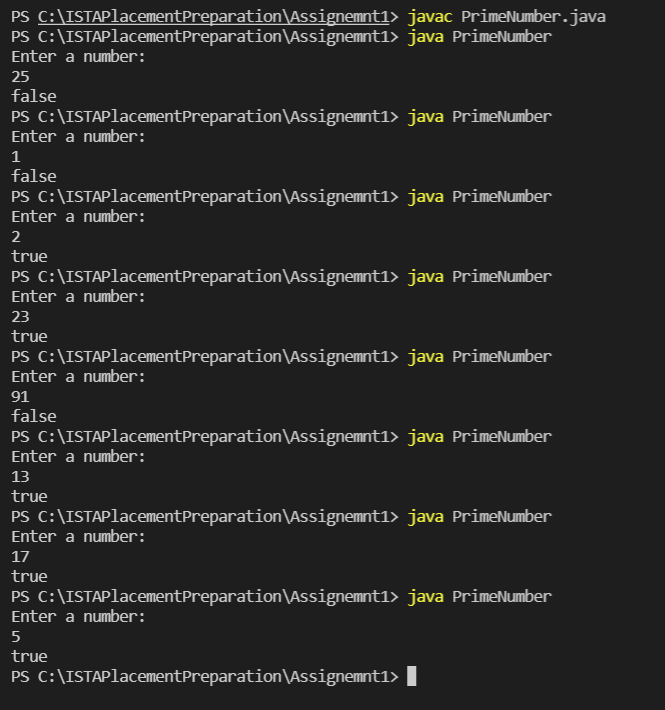 PS C:\ISTAPlacementPreparation\Assignemnt1> javac PrimeNumber.java
PS C:\ISTAPlacementPreparation\Assignemnt1> java PrimeNumber
Enter a number:
25
false
PS C:\ISTAPlacementPreparation\Assignemnt1> java PrimeNumber
Enter a number:
1
false
PS C:\ISTAPlacementPreparation\Assignemnt1> java PrimeNumber
Enter a number:
2
true
PS C:\ISTAPlacementPreparation\Assignemnt1> java PrimeNumber
Enter a number:
23
true
PS C:\ISTAPlacementPreparation\Assignemnt1> java PrimeNumber
Enter a number:
91
false
PS C:\ISTAPlacementPreparation\Assignemnt1> java PrimeNumber
Enter a number:
13
true
PS C:\ISTAPlacementPreparation\Assignemnt1> java PrimeNumber
Enter a number:
17
true
PS C:\ISTAPlacementPreparation\Assignemnt1> java PrimeNumber
Enter a number:
5
true
PS C:\ISTAPlacementPreparation\Assignemnt1>